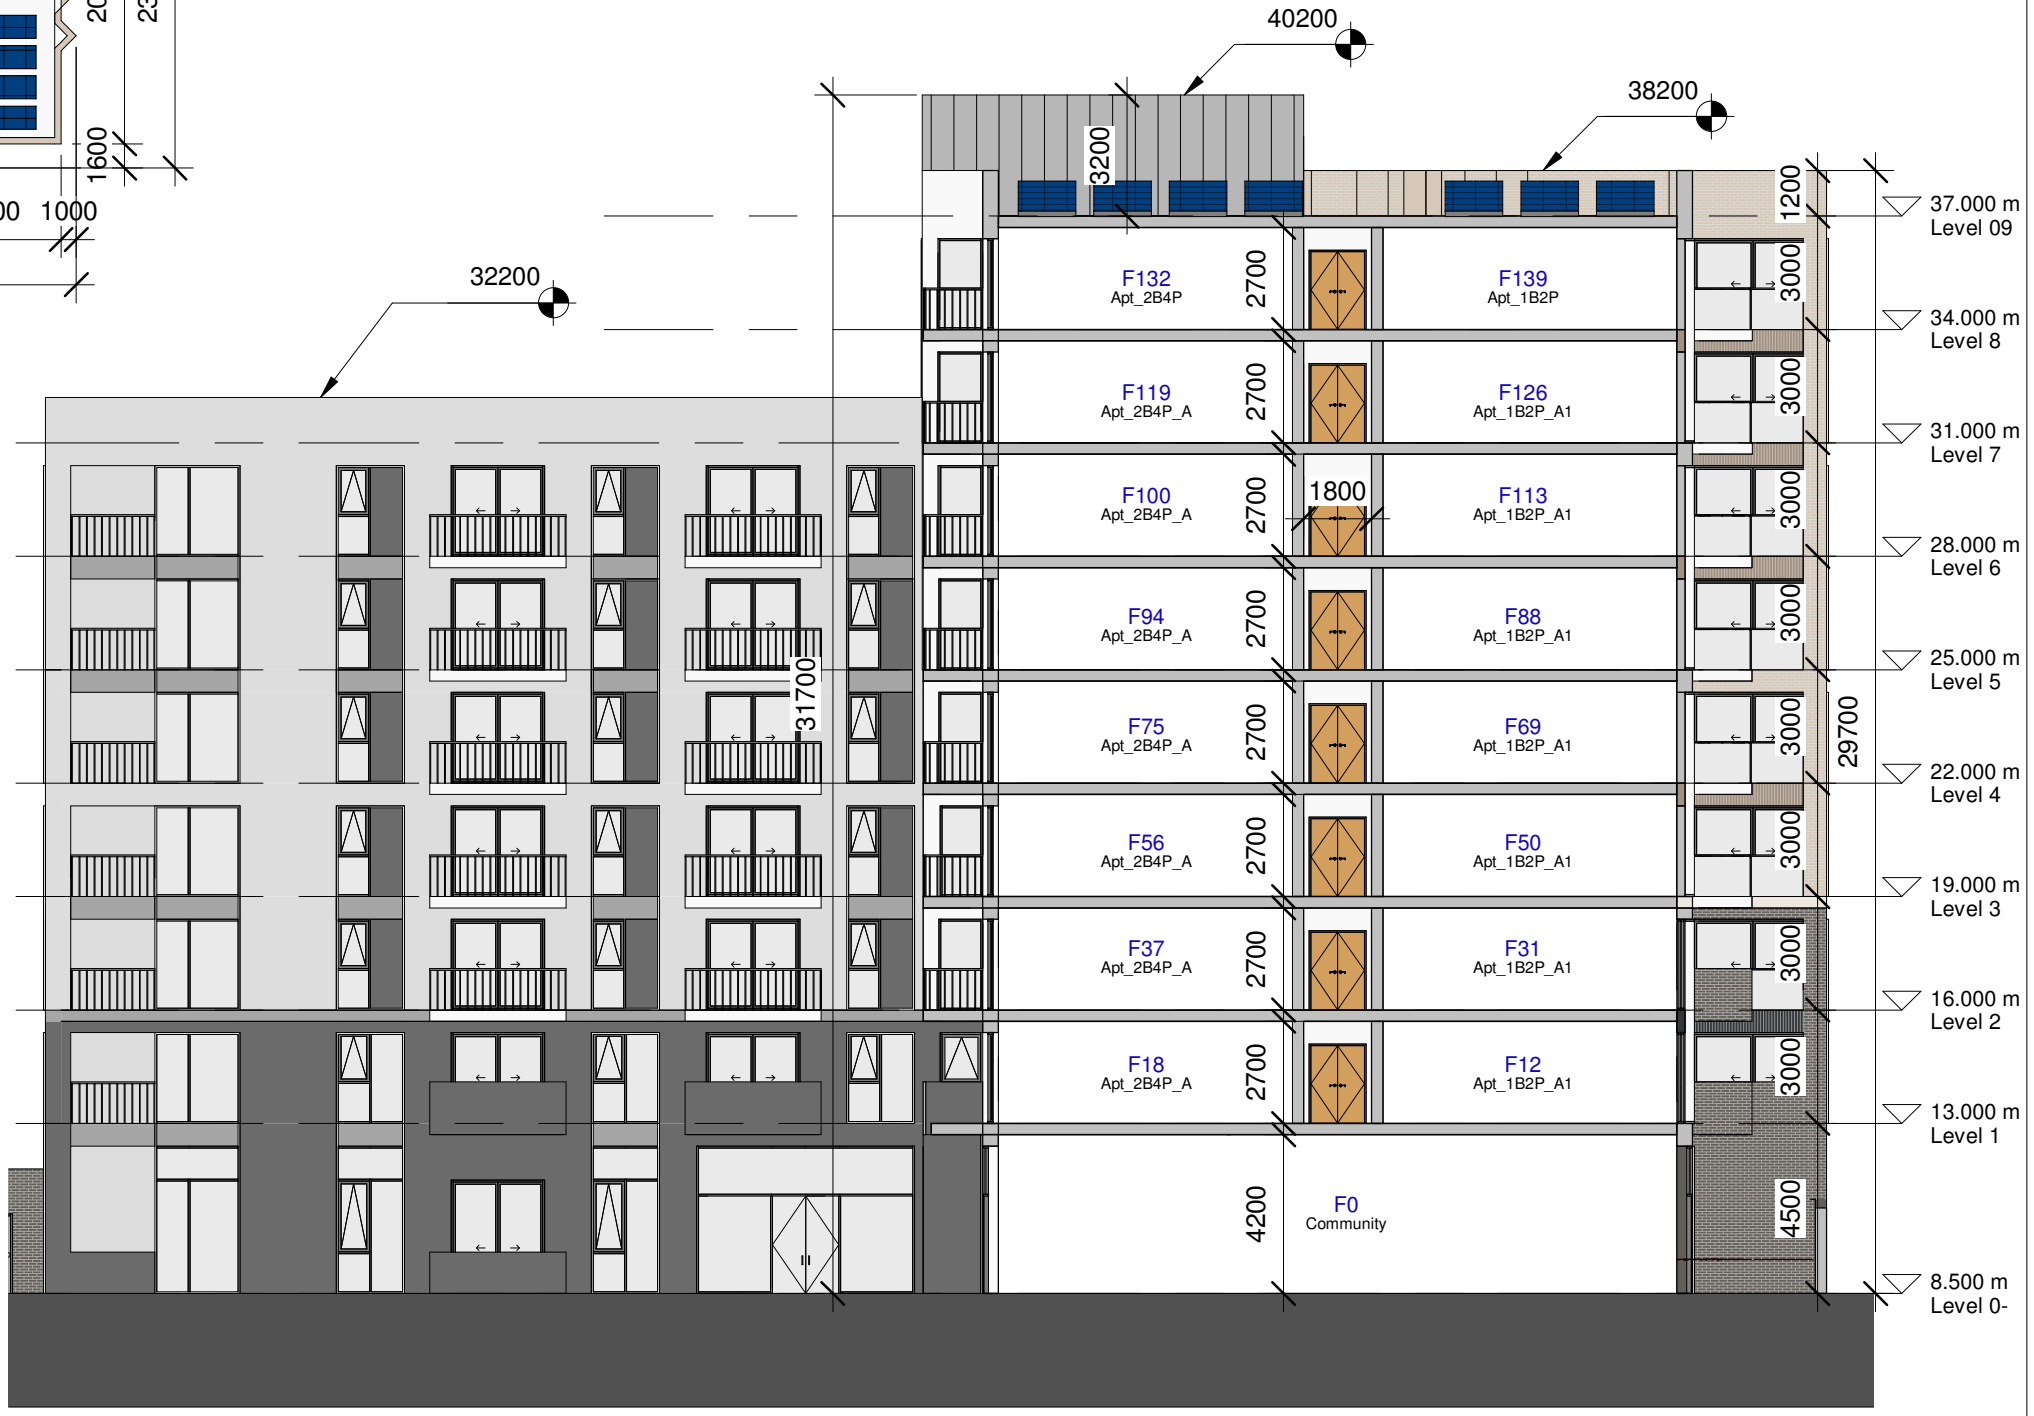 20
23
1600
00 1000
40200
38200
32200
3200
1200
37.000 m
Level 09
F132
Apt_2B4P
2700
F139
Apt_1B2P
3000
34.000 m
Level 8
F119
Apt_2B4P_A
2700
F126
Apt_1B2P_A1
3000
31.000 m
Level 7
F100
Apt_2B4P_A
2700
1800
F113
Apt_1B2P_A1
3000
28.000 m
Level 6
F94
Apt_2B4P_A
2700
F88
Apt_1B2P_A1
3000
25.000 m
Level 5
31700
F75
Apt_2B4P_A
2700
F69
Apt_1B2P_A1
3000
29700
22.000 m
Level 4
F56
Apt_2B4P_A
2700
F50
Apt_1B2P_A1
3000
19.000 m
Level 3
F37
Apt_2B4P_A
2700
F31
Apt_1B2P_A1
3000
16.000 m
Level 2
F18
Apt_2B4P_A
2700
F12
Apt_1B2P_A1
3000
13.000 m
Level 1
4200
F0
Community
4500
8.500 m
Level 0-